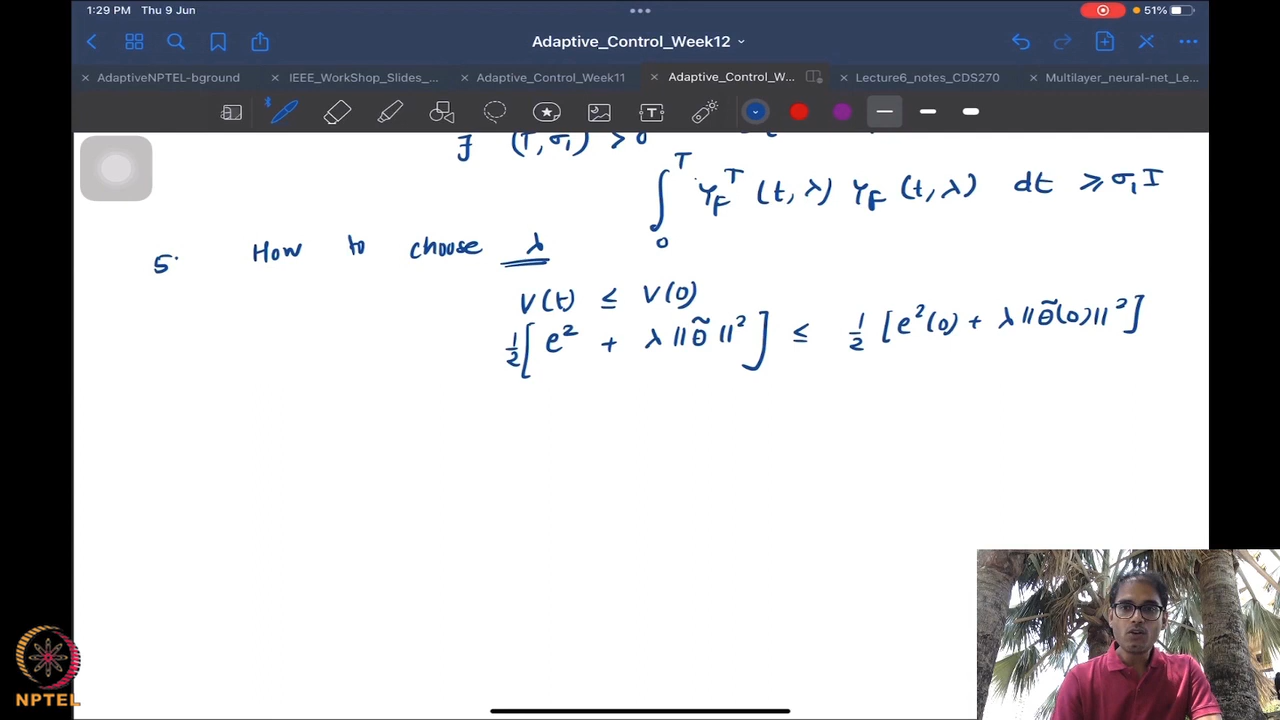 1:29 PM Thu 9 Jun
51%
Adaptive_Control_Week12
AdaptiveNPTEL-bground
IEEE_WorkShop_Slides_...
Adaptive_Control_Week11
Adaptive_Control_W...
Lecture6_notes_CDS270
Multilayer_neural-net_Le...
∃ (T, σ₁) > 0
∫₀ᵀ Y_F^T (t, λ) Y_F (t, λ) dt ≥ σ₁ I
5. How to choose λ
V(t) ≤ V(0)
1/2 [e² + λ ||θ̃||²] ≤ 1/2 [e²(0) + λ ||θ̃(0)||²]
NPTEL